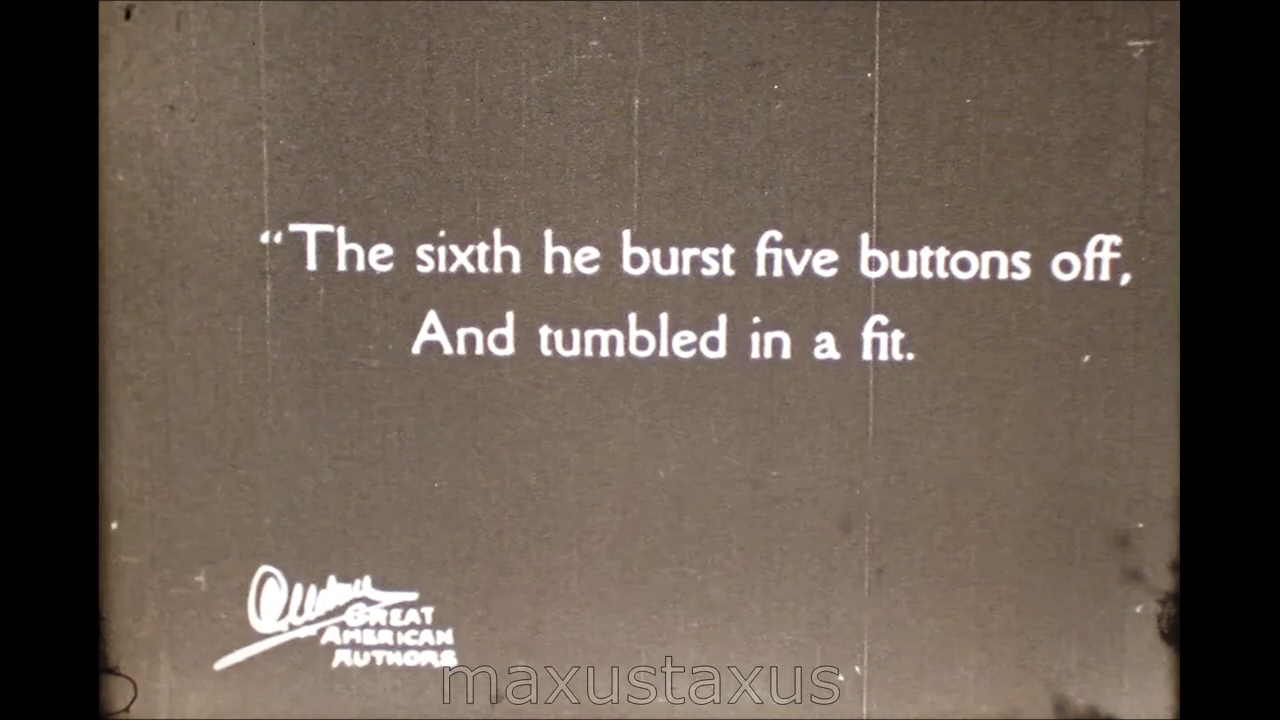 “The sixth he burst five buttons off,
And tumbled in a fit.
GREAT
AMERICAN
AUTHORS
maxustaxus